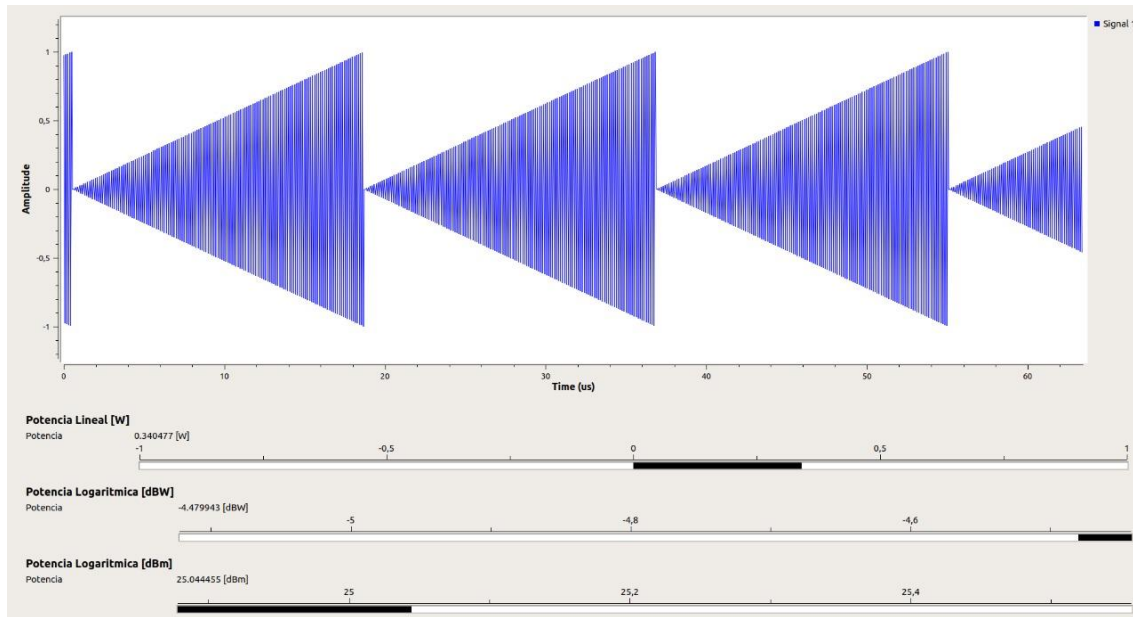 Signal
1
0,5
0
-0,5
-1
Amplitude
0 10 20 30 40 50 60
Time (us)
Potencia Lineal [W]
Potencia 0.340477 [W]
-1 -0,5 0 0,5 1
Potencia Logaritmica [dBW]
Potencia -4.479943 [dBW]
-5 -4,8 -4,6
Potencia Logaritmica [dBm]
Potencia 25.044455 [dBm]
25 25,2 25,4